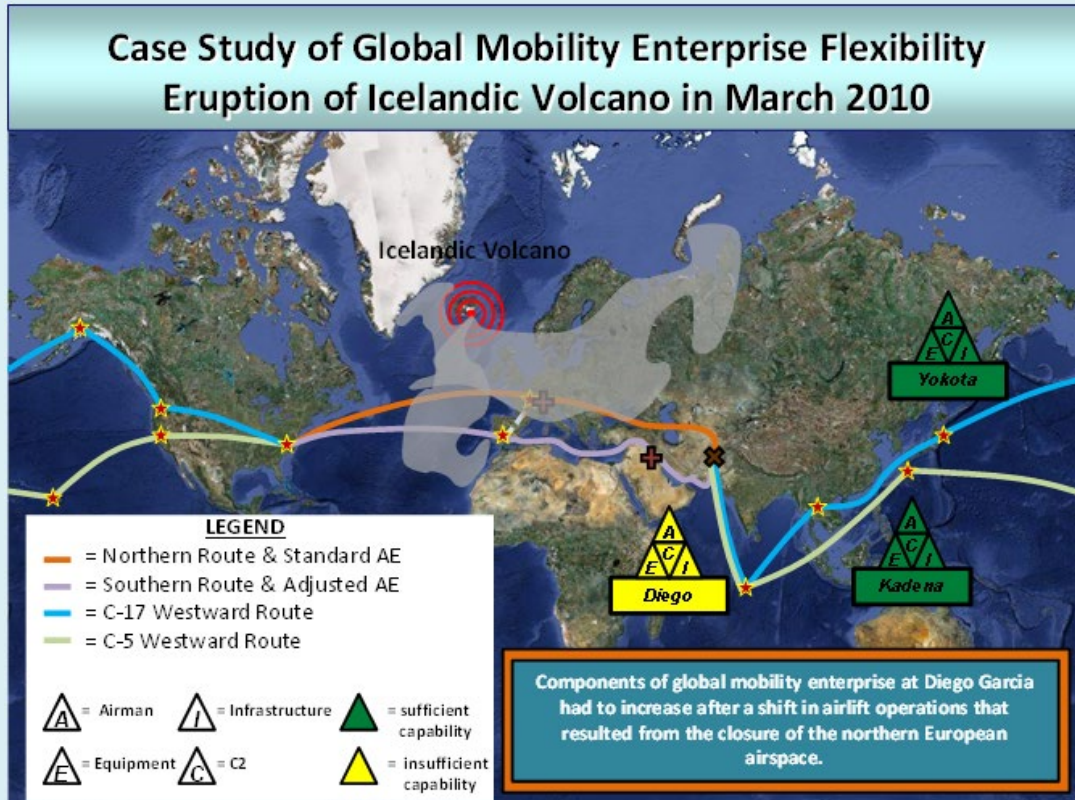 Case Study of Global Mobility Enterprise Flexibility
Eruption of Icelandic Volcano in March 2010
Icelandic Volcano
A
E C I
Yokota
A
E C I
Diego
A
E C I
Kadena
LEGEND
= Northern Route & Standard AE
= Southern Route & Adjusted AE
= C-17 Westward Route
= C-5 Westward Route
A = Airman
I = Infrastructure
= sufficient
capability
E = Equipment
C = C2
= insufficient
capability
Components of global mobility enterprise at Diego Garcia
had to increase after a shift in airlift operations that
resulted from the closure of the northern European
airspace.